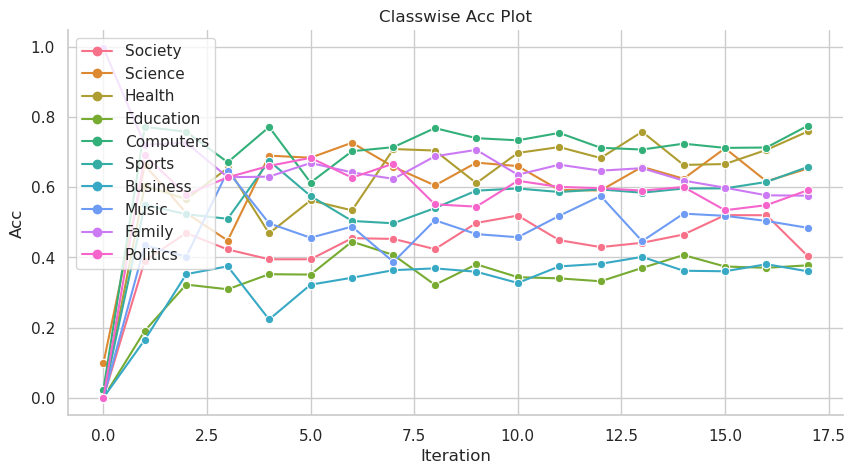 Classwise Acc Plot
1.0
0.8
0.6
0.4
0.2
0.0
Acc
Society
Science
Health
Education
Computers
Sports
Business
Music
Family
Politics
0.0 2.5 5.0 7.5 10.0 12.5 15.0 17.5
Iteration